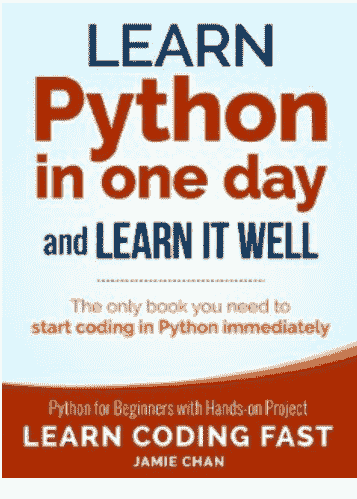 LEARN
Python
in one day
and LEARN IT WELL
The only book you need to
start coding in Python immediately
Python for Beginners with Hands-on Project
LEARN CODING FAST
JAMIE CHAN